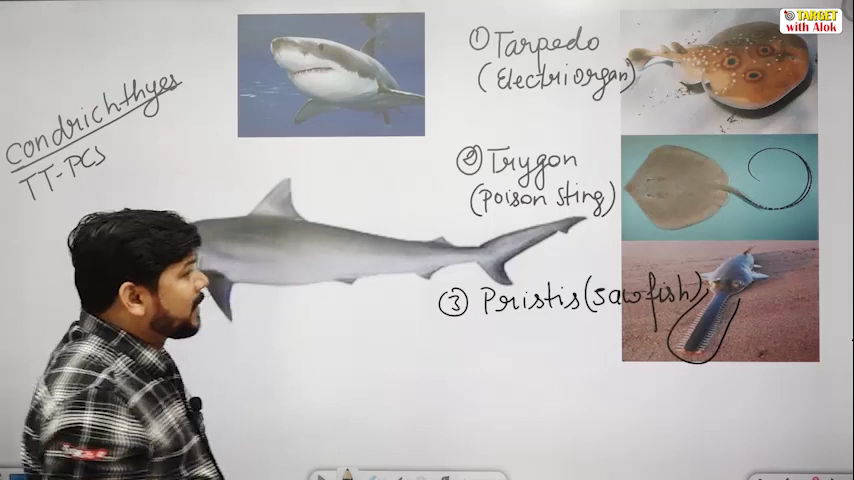 condrichthyes
TT-PCS
① Tarpedo
(Electriorgan)
② Trygon
(poison sting)
③ Pristis (sawfish)
TARGET
with Alok